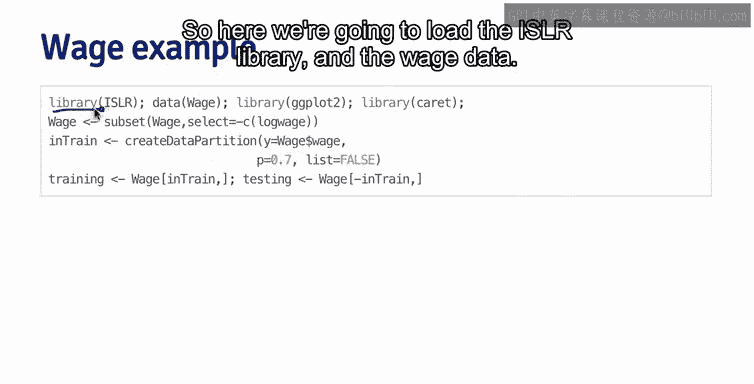 Wage example
So here we're going to load the ISLR
library, and the wage data.
library(ISLR); data(Wage); library(ggplot2); library(caret);
Wage <- subset(Wage,select=-c(logwage))
inTrain <- createDataPartition(y=Wage$wage,
p=0.7, list=FALSE)
training <- Wage[inTrain,]; testing <- Wage[-inTrain,]